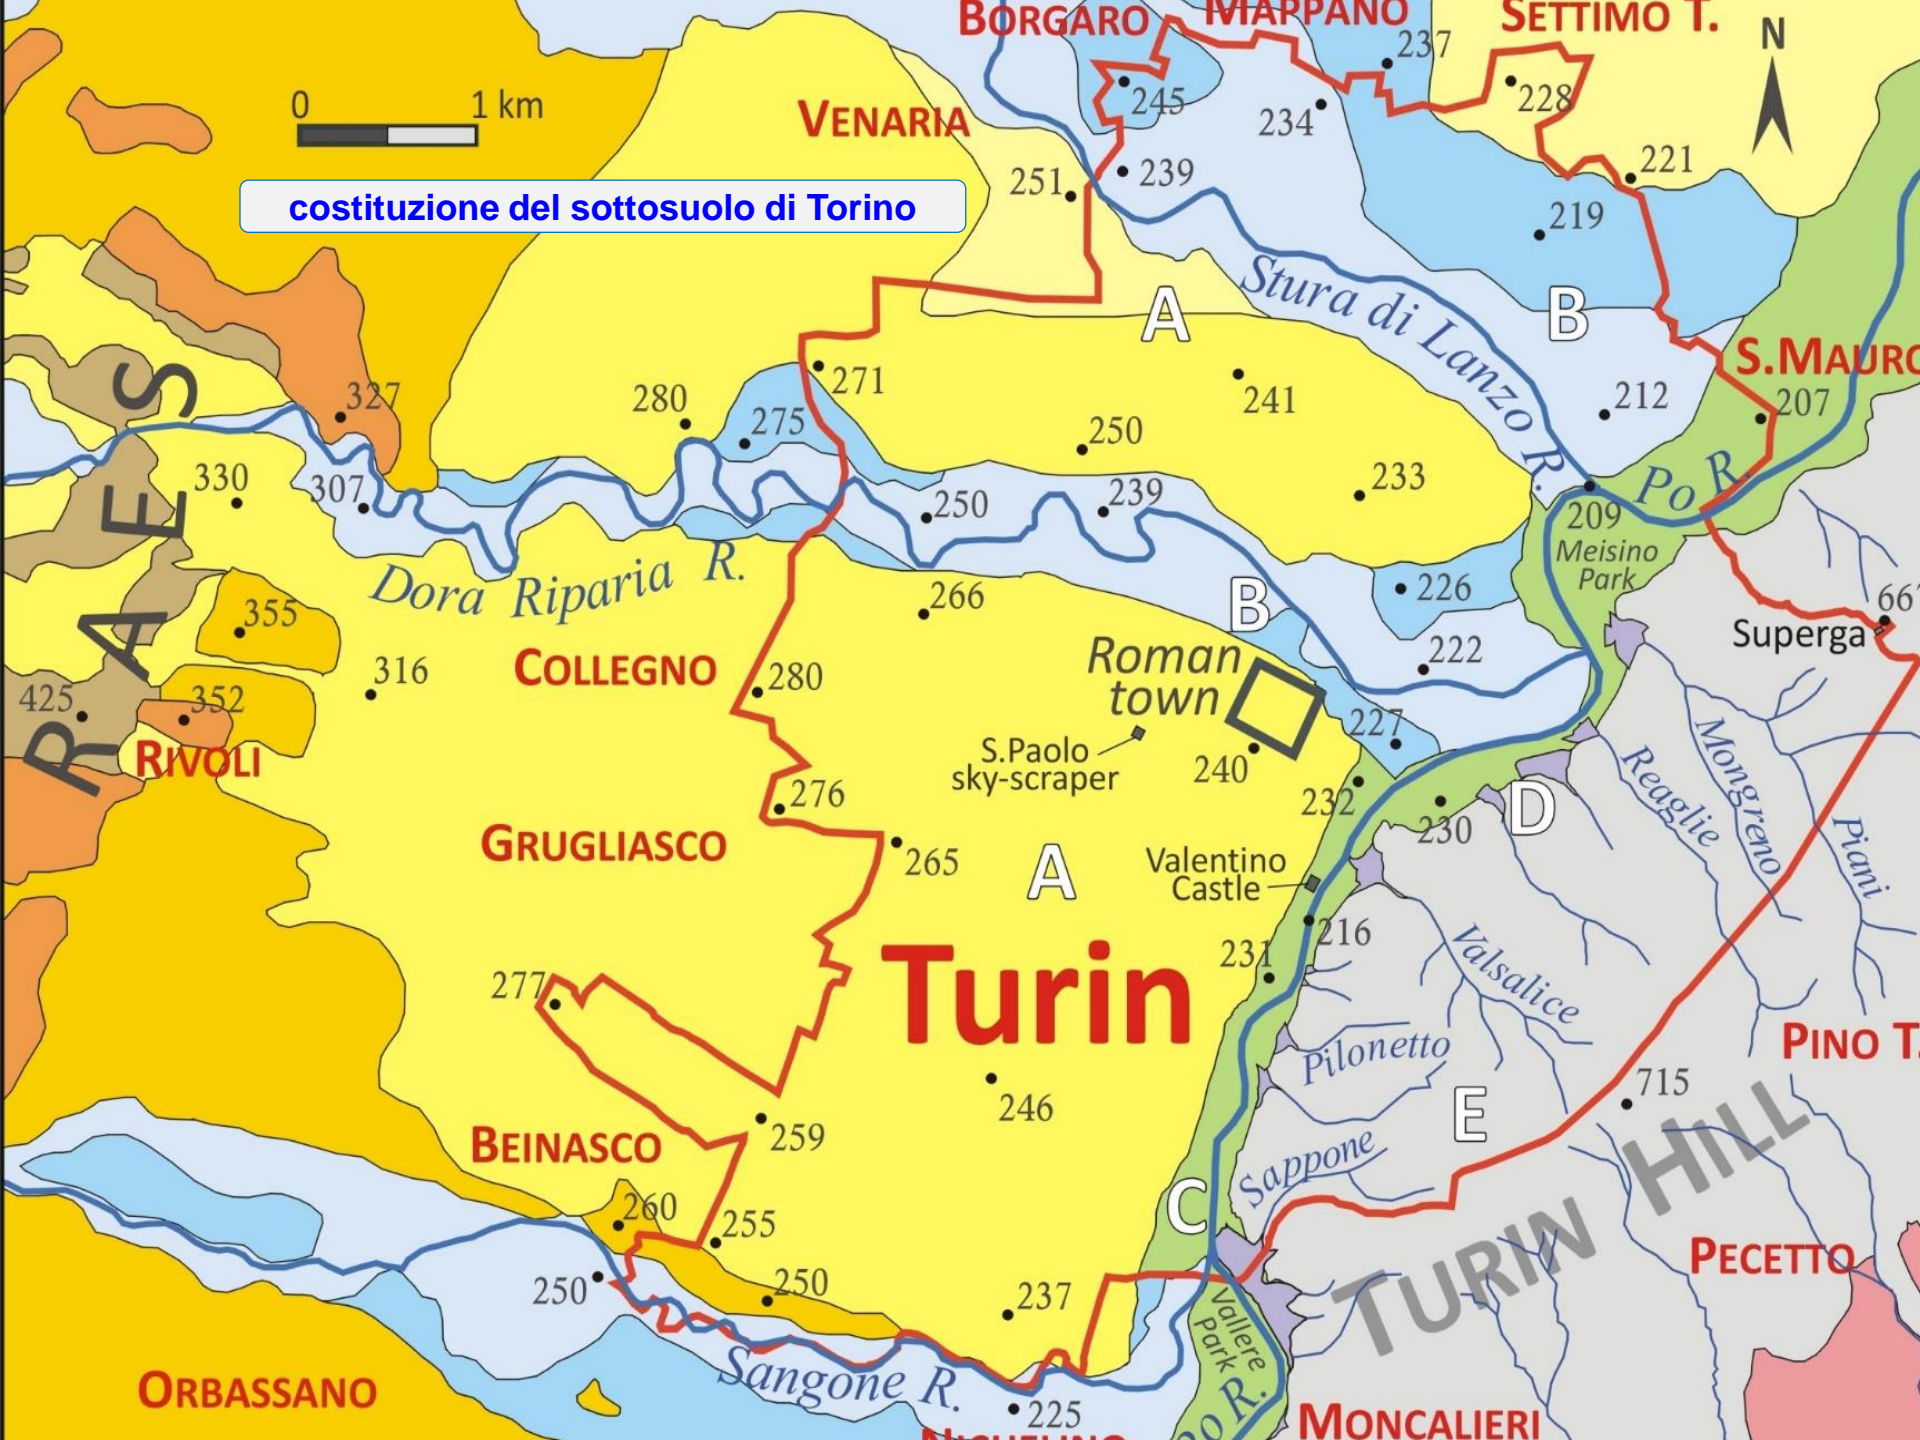 BORGARO
MAPPANO
SETTIMO T.
N
237
0
1 km
245
228
VENARIA
234
221
251
239
costituzione del sottosuolo di Torino
219
A
Stura di Lanzo R.
B
S.MAURO
327
280
271
275
241
212
207
250
330
307
233
Po R.
250
239
209
Meisino
Park
Dora Riparia R.
226
B
266
RAES
355
Roman
town
222
Superga
667
316
COLLEGNO
280
425
352
227
RIVOLI
S.Paolo
sky-scraper
240
Reaglie
Mongreno
Piani
276
232
D
230
GRUGLIASCO
265
A
Valentino
Castle
216
Turin
231
Valsalice
277
Pilonetto
PINO T.
715
246
E
259
BEINASCO
Sappone
TURIN HILL
C
260
255
PECETTO
250
250
237
Vallere
Park
Sangone R.
ORBASSANO
225
Po R.
MONCALIERI
NICHELINO